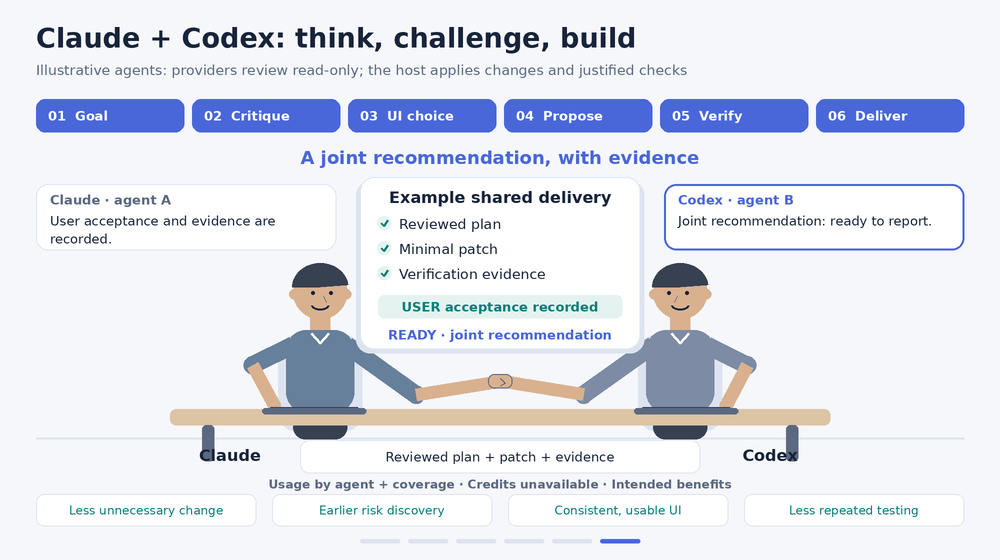 Claude + Codex: think, challenge, build
Illustrative agents: providers review read-only; the host applies changes and justified checks
01 Goal
02 Critique
03 UI choice
04 Propose
05 Verify
06 Deliver
A joint recommendation, with evidence
Claude · agent A
User acceptance and evidence are
recorded.
Example shared delivery
Reviewed plan
Minimal patch
Verification evidence
USER acceptance recorded
READY · joint recommendation
Codex · agent B
Joint recommendation: ready to report.
Claude
Reviewed plan + patch + evidence
Codex
Usage by agent + coverage · Credits unavailable · Intended benefits
Less unnecessary change
Earlier risk discovery
Consistent, usable UI
Less repeated testing